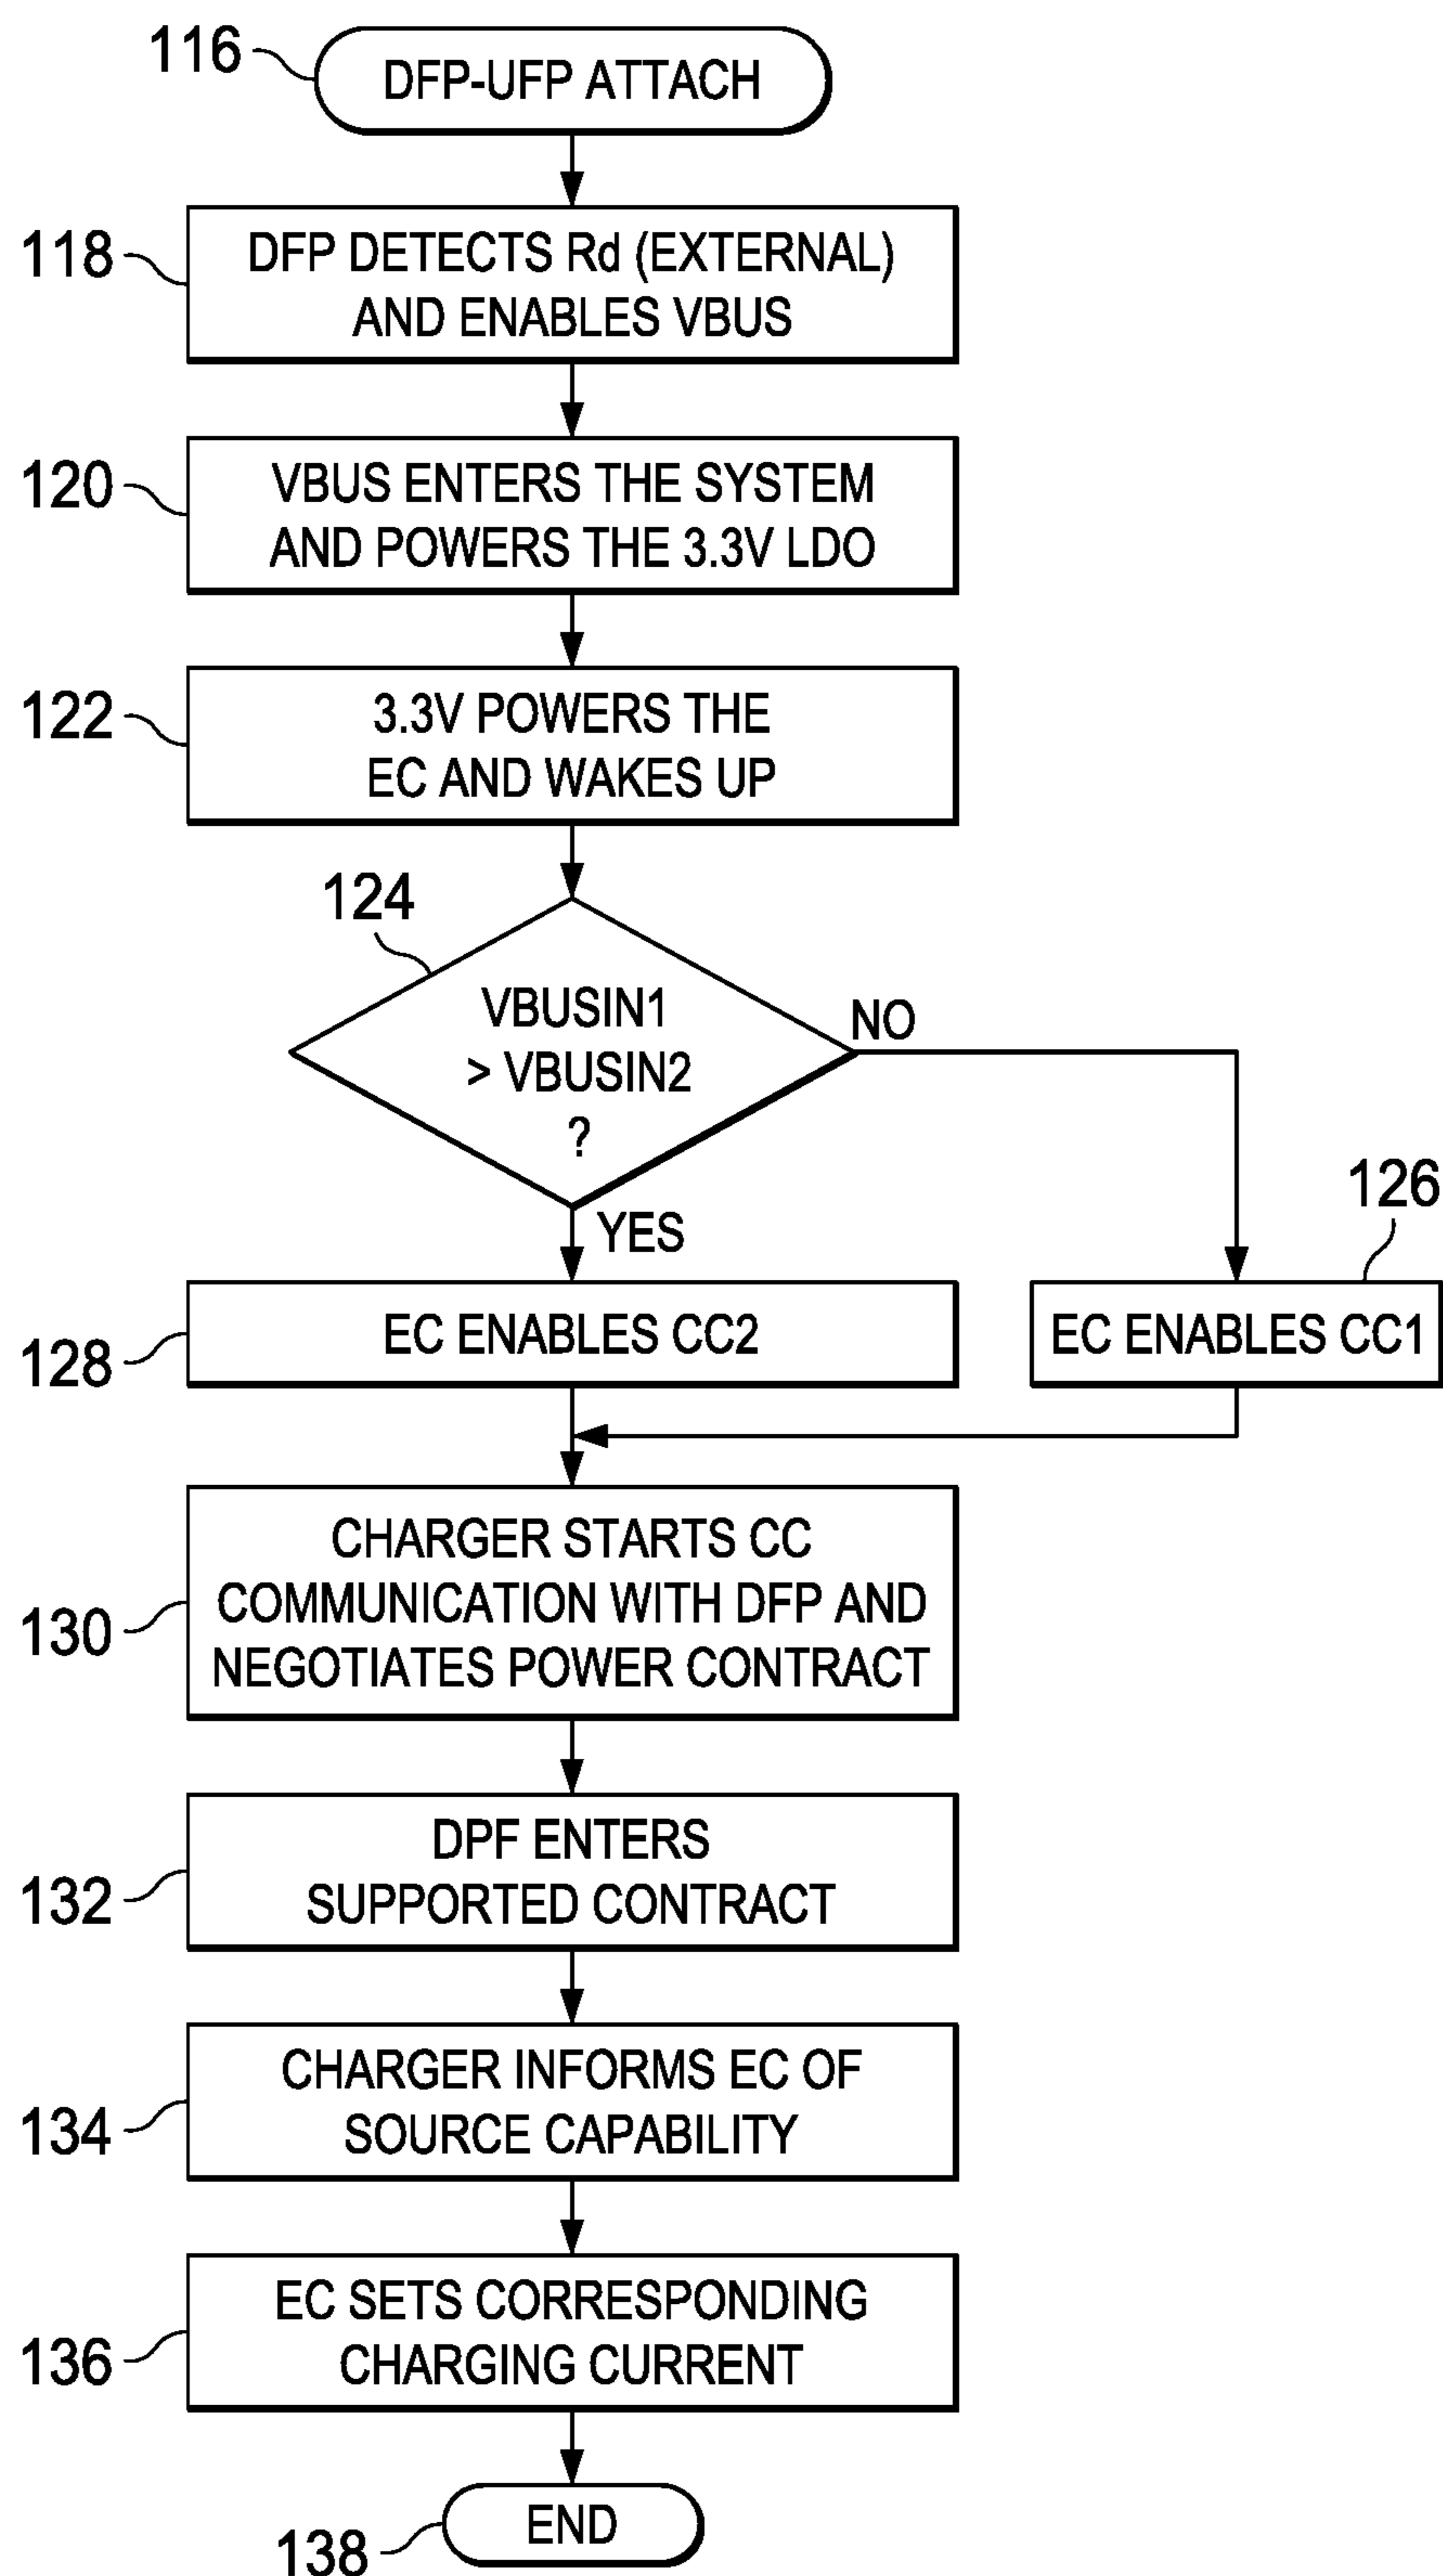 116
DFP-UFP ATTACH
118
DFP DETECTS Rd (EXTERNAL)
AND ENABLES VBUS
120
VBUS ENTERS THE SYSTEM
AND POWERS THE 3.3V LDO
122
3.3V POWERS THE
EC AND WAKES UP
124
VBUSIN1
> VBUSIN2
?
NO
YES
126
128
EC ENABLES CC2
EC ENABLES CC1
130
CHARGER STARTS CC
COMMUNICATION WITH DFP AND
NEGOTIATES POWER CONTRACT
132
DPF ENTERS
SUPPORTED CONTRACT
134
CHARGER INFORMS EC OF
SOURCE CAPABILITY
136
EC SETS CORRESPONDING
CHARGING CURRENT
138
END